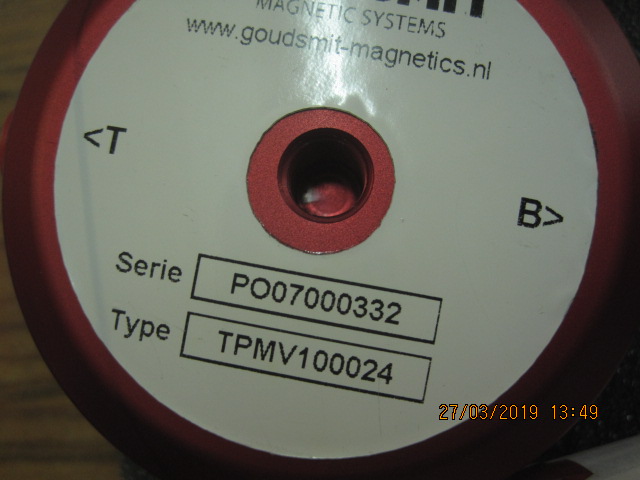 MAGNETIC SYSTEMS
www.goudsmit-magnetics.nl
<T
B>
Serie PO07000332
Type TPMV100024
27/03/2019 13:49